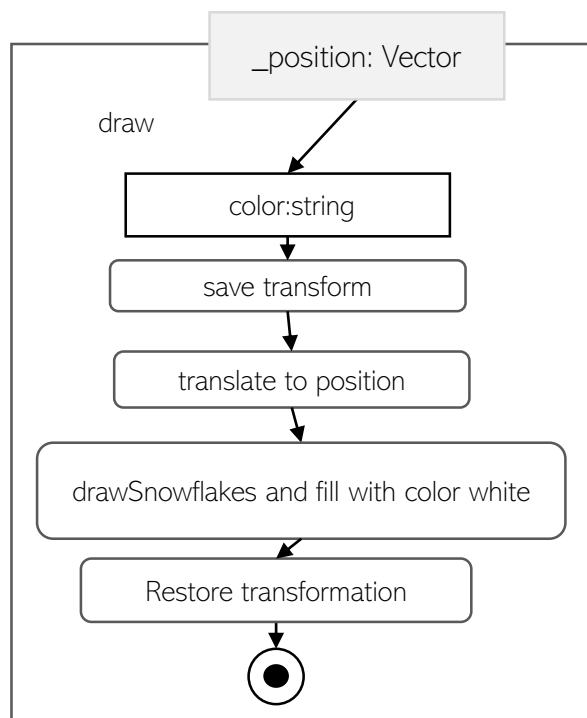 _position: Vector
draw
color:string
save transform
translate to position
drawSnowflakes and fill with color white
Restore transformation